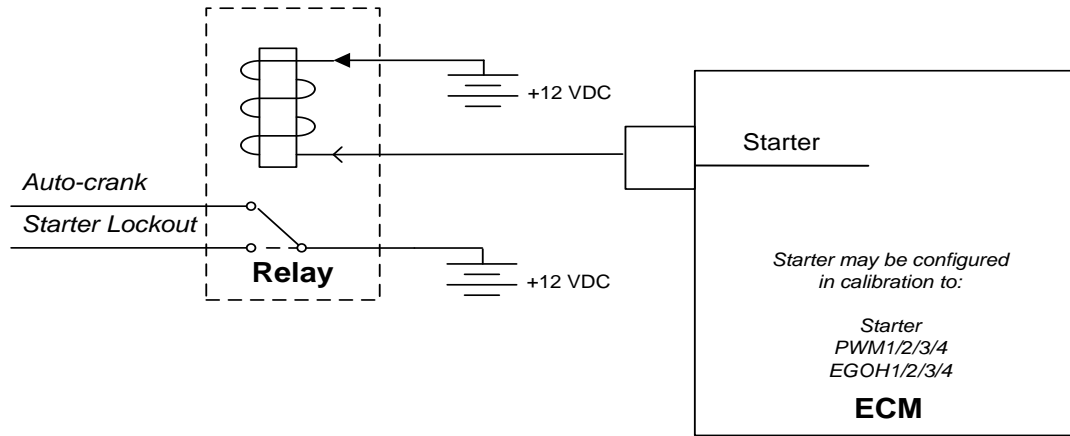 +12 VDC
Starter
Auto-crank
Starter Lockout
Relay
+12 VDC
Starter may be configured
in calibration to:
Starter
PWM1/2/3/4
EGOH1/2/3/4
ECM